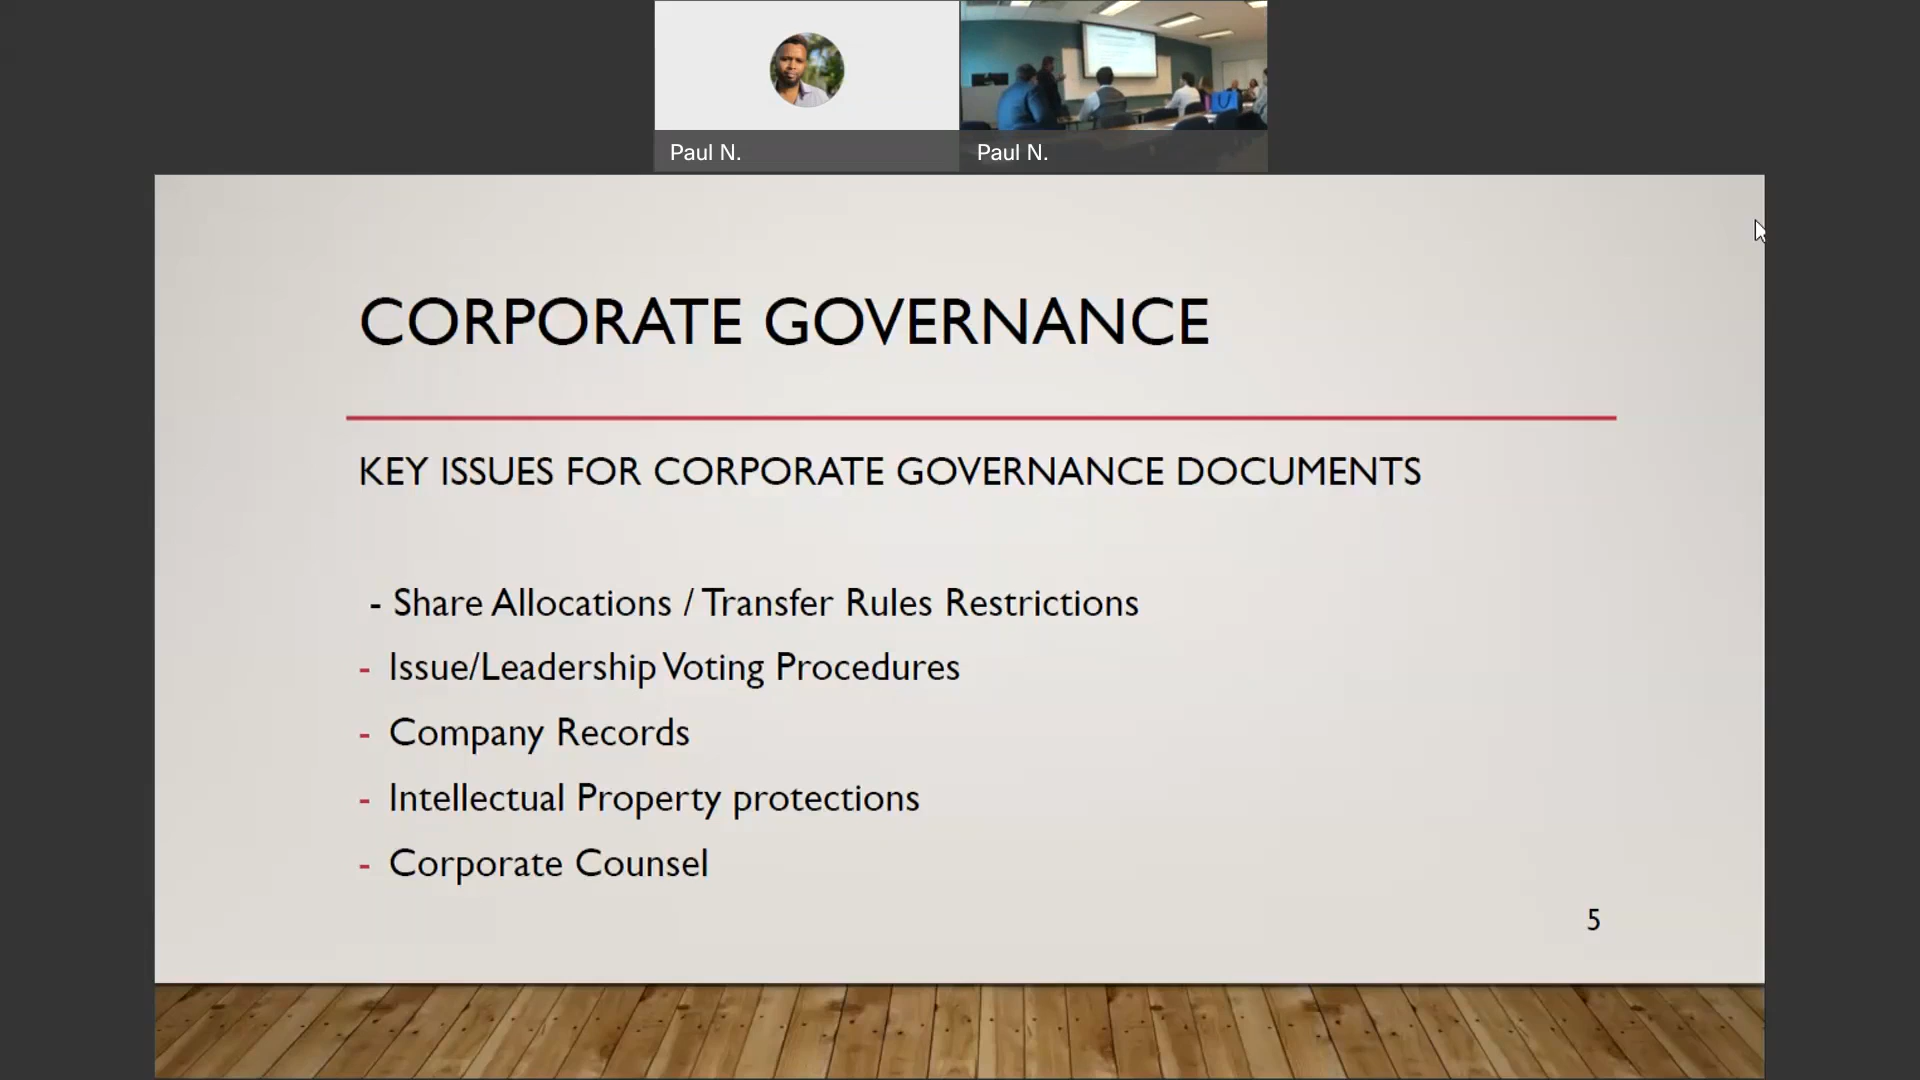 Paul N.
Paul N.
CORPORATE GOVERNANCE
KEY ISSUES FOR CORPORATE GOVERNANCE DOCUMENTS
- Share Allocations / Transfer Rules Restrictions
- Issue/Leadership Voting Procedures
- Company Records
- Intellectual Property protections
- Corporate Counsel
5